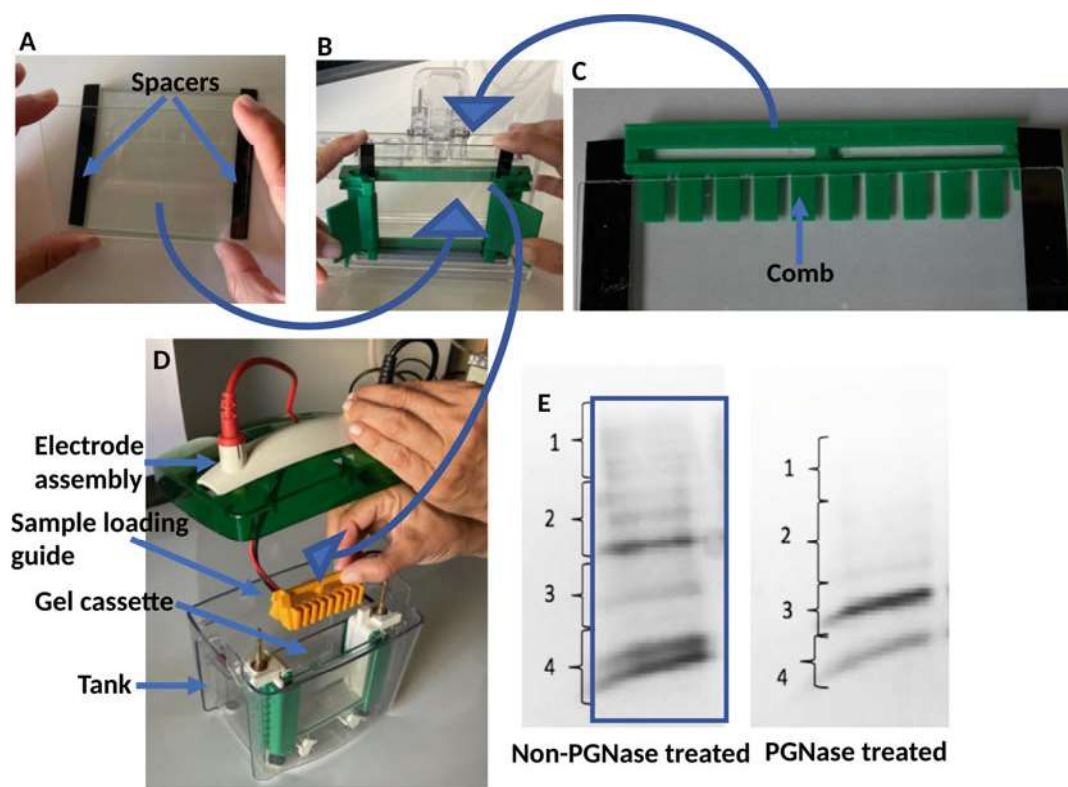 A
Spacers
B
C
Comb
D
Electrode
assembly
Sample loading
guide
Gel cassette
Tank
E
1
2
3
4
Non-PGNase treated
1
2
3
4
PGNase treated